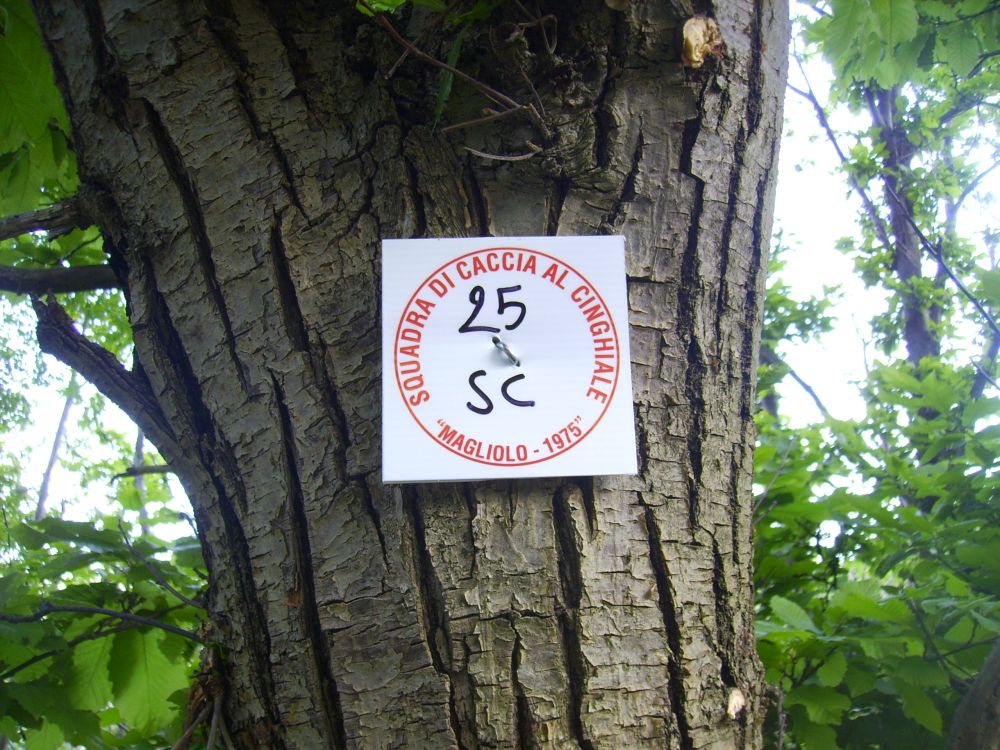 SQUADRA DI CACCIA AL CINGHIALE
25
SC
"MAGLIOLO - 1975"